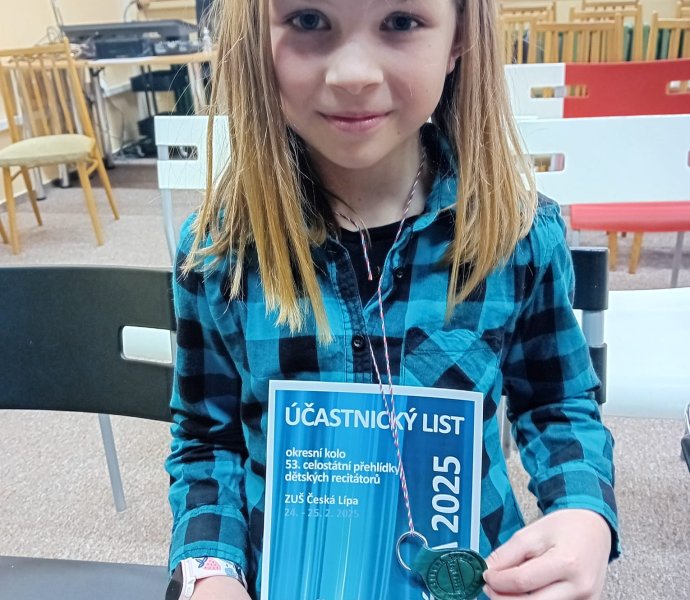 ÚČASTNICKÝ LIST
okresní kolo
53. celostátní přehlídky
dětských recitátorů
ZUŠ Česká Lípa
24. - 25. 2. 2025
2025